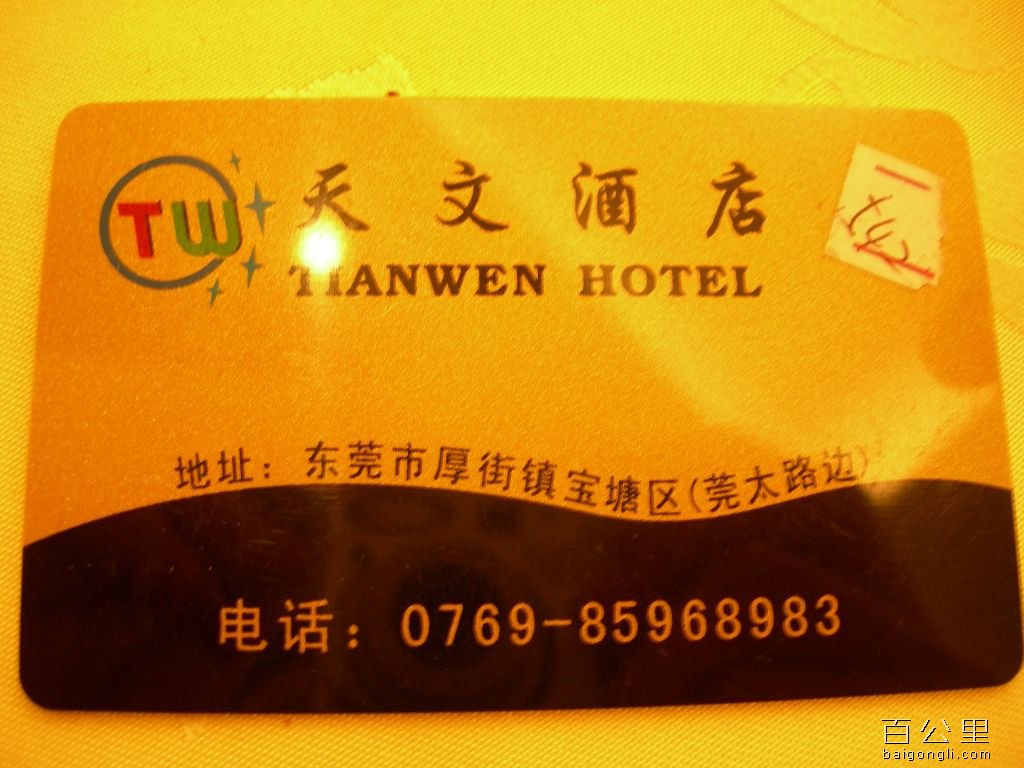 TW
天文酒店
TIANWEN HOTEL
地址：东莞市厚街镇宝塘区(莞太路边)
电话：0769-85968983
百公里
baigongli.com